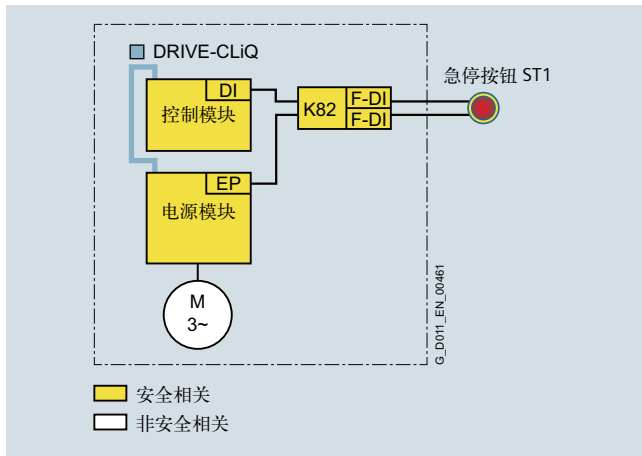 DRIVE-CLiQ
急停按钮 ST1
DI
控制模块
K82
F-DI
F-DI
EP
电源模块
M
3~
G_D011_EN_00461
安全相关
非安全相关